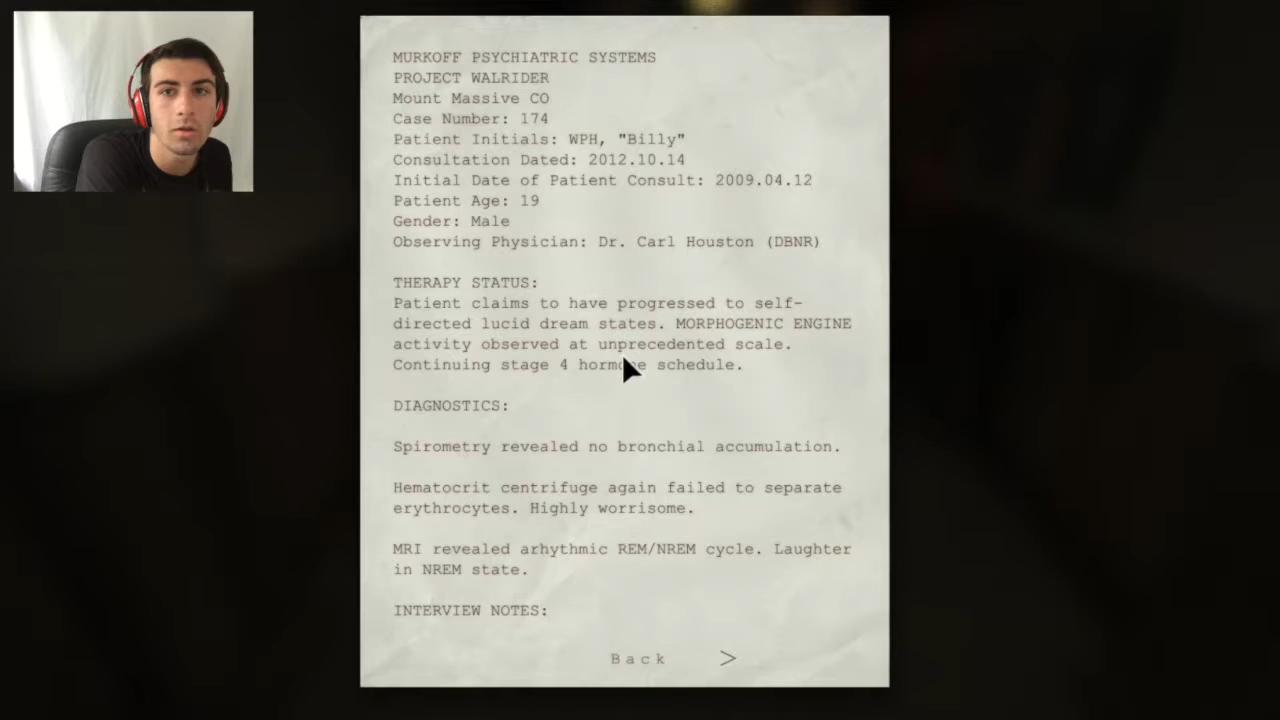 MURKOFF PSYCHIATRIC SYSTEMS
PROJECT WALRIDER
Mount Massive CO
Case Number: 174
Patient Initials: WPH, "Billy"
Consultation Dated: 2012.10.14
Initial Date of Patient Consult: 2009.04.12
Patient Age: 19
Gender: Male
Observing Physician: Dr. Carl Houston (DBNR)
THERAPY STATUS:
Patient claims to have progressed to self-
directed lucid dream states. MORPHOGENIC ENGINE
activity observed at unprecedented scale.
Continuing stage 4 hormone schedule.
DIAGNOSTICS:
Spirometry revealed no bronchial accumulation.
Hematocrit centrifuge again failed to separate
erythrocytes. Highly worrisome.
MRI revealed arhythmic REM/NREM cycle. Laughter
in NREM state.
INTERVIEW NOTES:
Back >